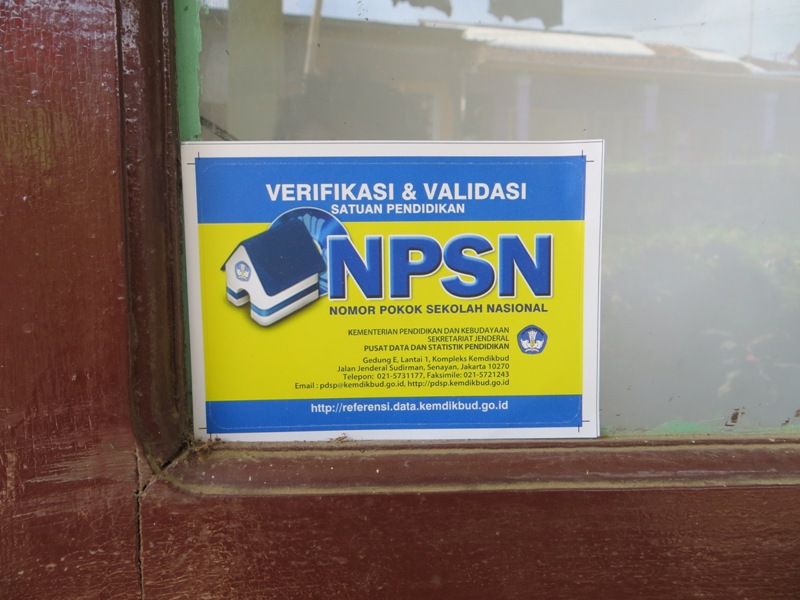 VERIFIKASI & VALIDASI
SATUAN PENDIDIKAN
NPSN
NOMOR POKOK SEKOLAH NASIONAL
KEMENTERIAN PENDIDIKAN DAN KEBUDAYAAN
SEKRETARIAT JENDERAL
PUSAT DATA DAN STATISTIK PENDIDIKAN
Gedung E, Lantai 1, Kompleks Kemdikbud
Jalan Jenderal Sudirman, Senayan, Jakarta 10270
Telepon: 021-5731177, Faksimile: 021-5721243
Email : pdsp@kemdikbud.go.id, http://pdsp.kemdikbud.go.id
http://referensi.data.kemdikbud.go.id